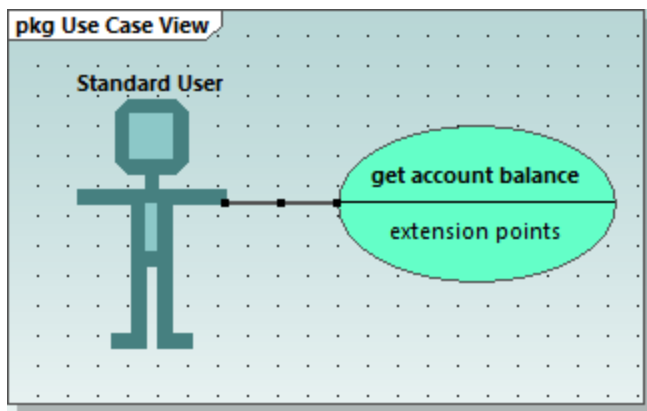 pkg Use Case View
Standard User
get account balance
extension points